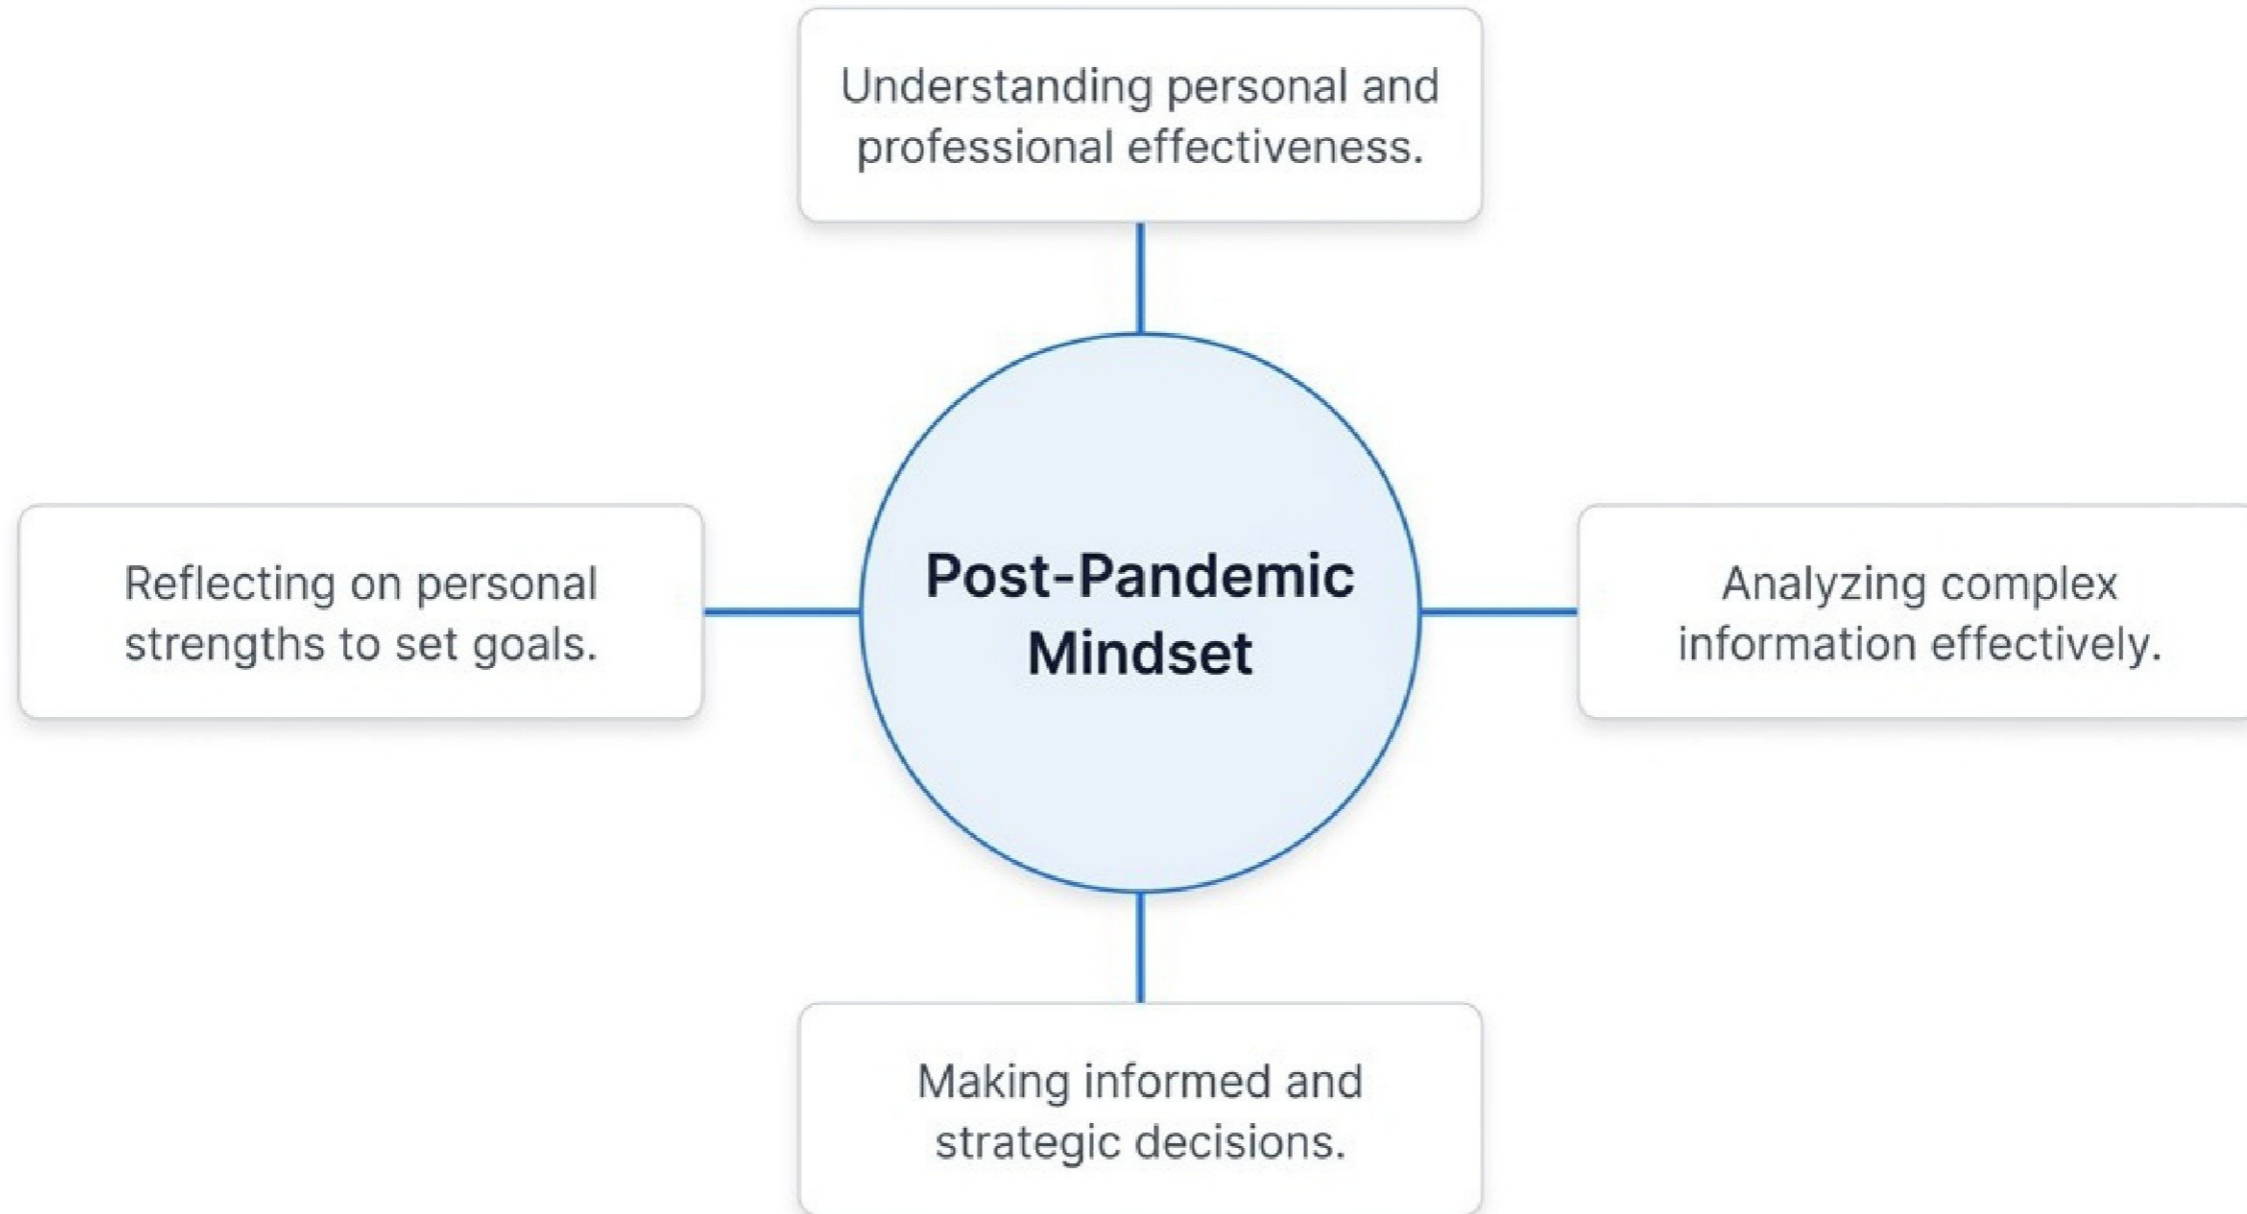 Understanding personal and
professional effectiveness.
Reflecting on personal
strengths to set goals.
Post-Pandemic
Mindset
Analyzing complex
information effectively.
Making informed and
strategic decisions.